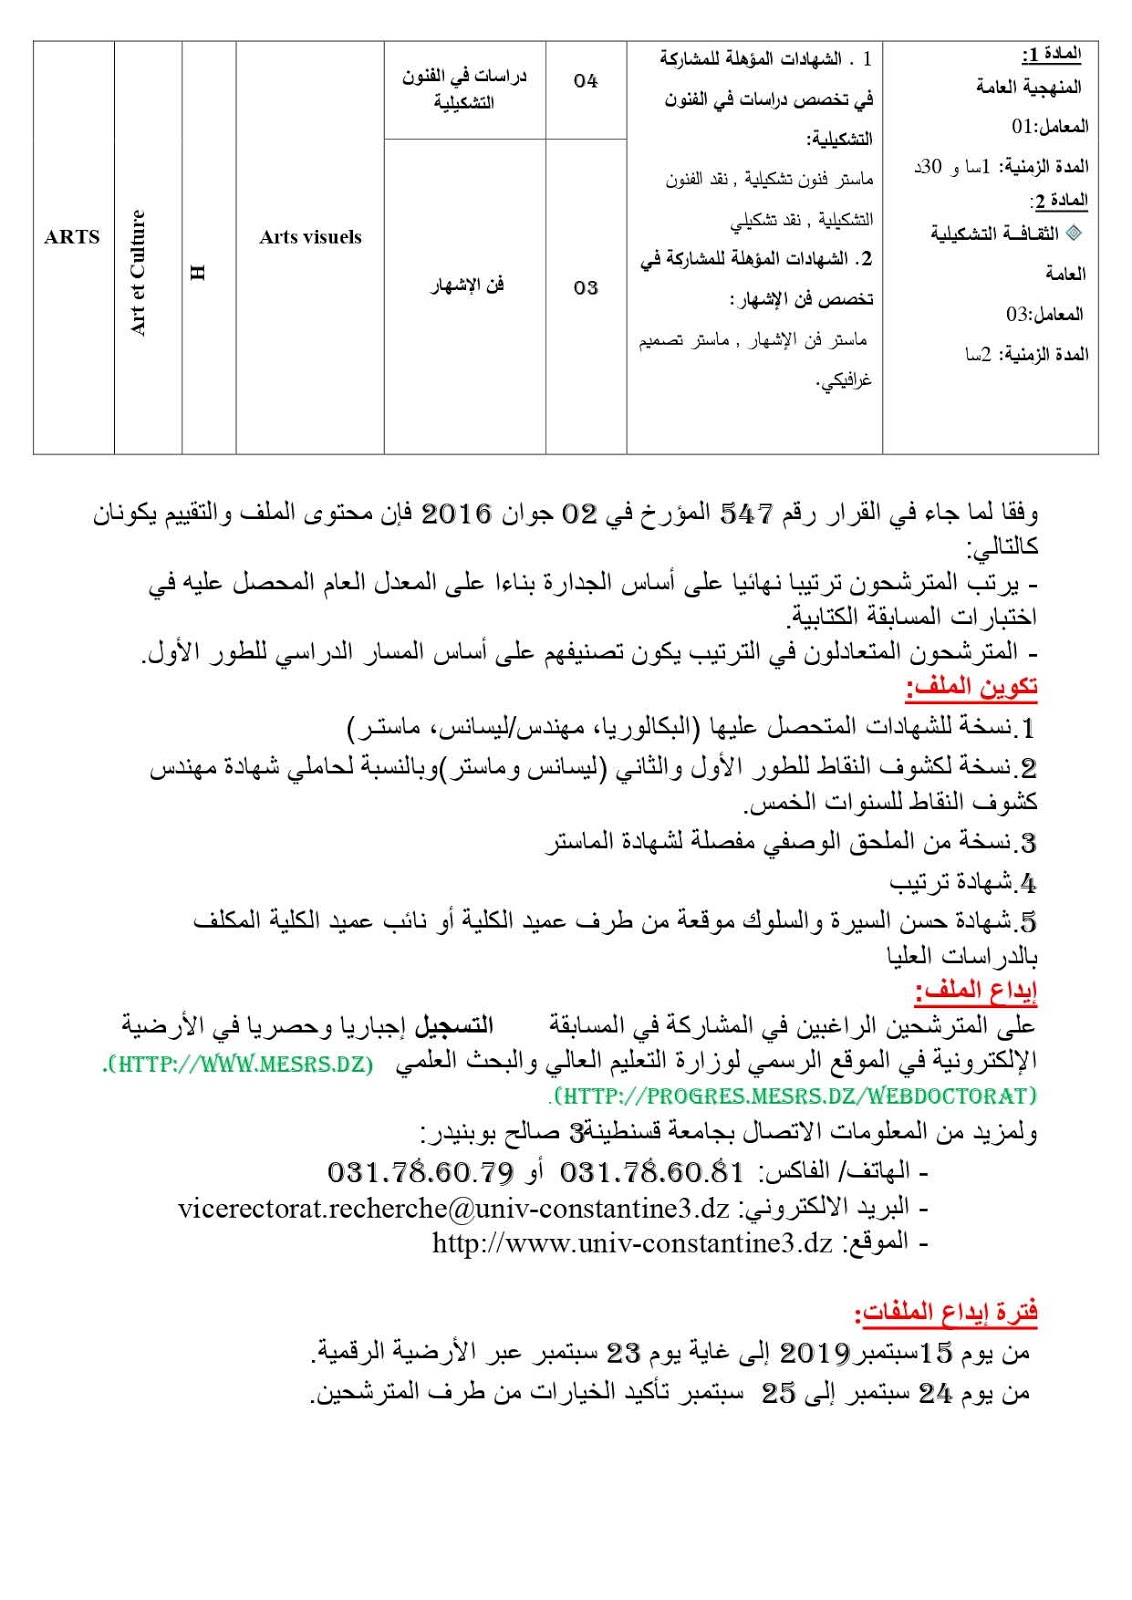 ARTS
Art et Culture
H
Arts visuels
دراسات في الفنون
التشكيلية
04
فن الإشهار
03
1 . الشهادات المؤهلة للمشاركة
في تخصص دراسات في الفنون
التشكيلية:
ماستر فنون تشكيلية , نقد الفنون
التشكيلية , نقد تشكيلي
2. الشهادات المؤهلة للمشاركة في
تخصص فن الإشهار:
ماستر فن الإشهار , ماستر تصميم
غرافيكي.
المادة 1:
المنهجية العامة
المعامل:01
المدة الزمنية: 1سا و 30د
المادة 2:
الثقافة التشكيلية
العامة
المعامل:03
المدة الزمنية: 2سا
وفقا لما جاء في القرار رقم 547 المؤرخ في 02 جوان 2016 فإن محتوى الملف والتقييم يكونان
كالتالي:
- يرتب المترشحون ترتيبا نهائيا على أساس الجدارة بناءا على المعدل العام المحصل عليه في
اختبارات المسابقة الكتابية.
- المترشحون المتعادلون في الترتيب يكون تصنيفهم على أساس المسار الدراسي للطور الأول.
تكوين الملف:
1.نسخة للشهادات المتحصل عليها (البكالوريا، مهندس/ليسانس، ماستر)
2.نسخة لكشوف النقاط للطور الأول والثاني (ليسانس وماستر)وبالنسبة لحاملي شهادة مهندس
كشوف النقاط للسنوات الخمس.
3.نسخة من الملحق الوصفي مفصلة لشهادة الماستر
4.شهادة ترتيب
5.شهادة حسن السيرة والسلوك موقعة من طرف عميد الكلية أو نائب عميد الكلية المكلف
بالدراسات العليا
إيداع الملف:
على المترشحين الراغبين في المشاركة في المسابقة التسجيل إجباريا وحصريا في الأرضية
الإلكترونية في الموقع الرسمي لوزارة التعليم العالي والبحث العلمي (HTTP://WWW.MESRS.DZ).
(HTTP://PROGRES.MESRS.DZ/WEBDOCTORAT).
ولمزيد من المعلومات الاتصال بجامعة قسنطينة3 صالح بوبنيدر:
- الهاتف/ الفاكس: 031.78.60.81 أو 031.78.60.79
- البريد الالكتروني: vicerectorat.recherche@univ-constantine3.dz
- الموقع: http://www.univ-constantine3.dz
فترة إيداع الملفات:
من يوم 15سبتمبر2019 إلى غاية يوم 23 سبتمبر عبر الأرضية الرقمية.
من يوم 24 سبتمبر إلى 25 سبتمبر تأكيد الخيارات من طرف المترشحين.